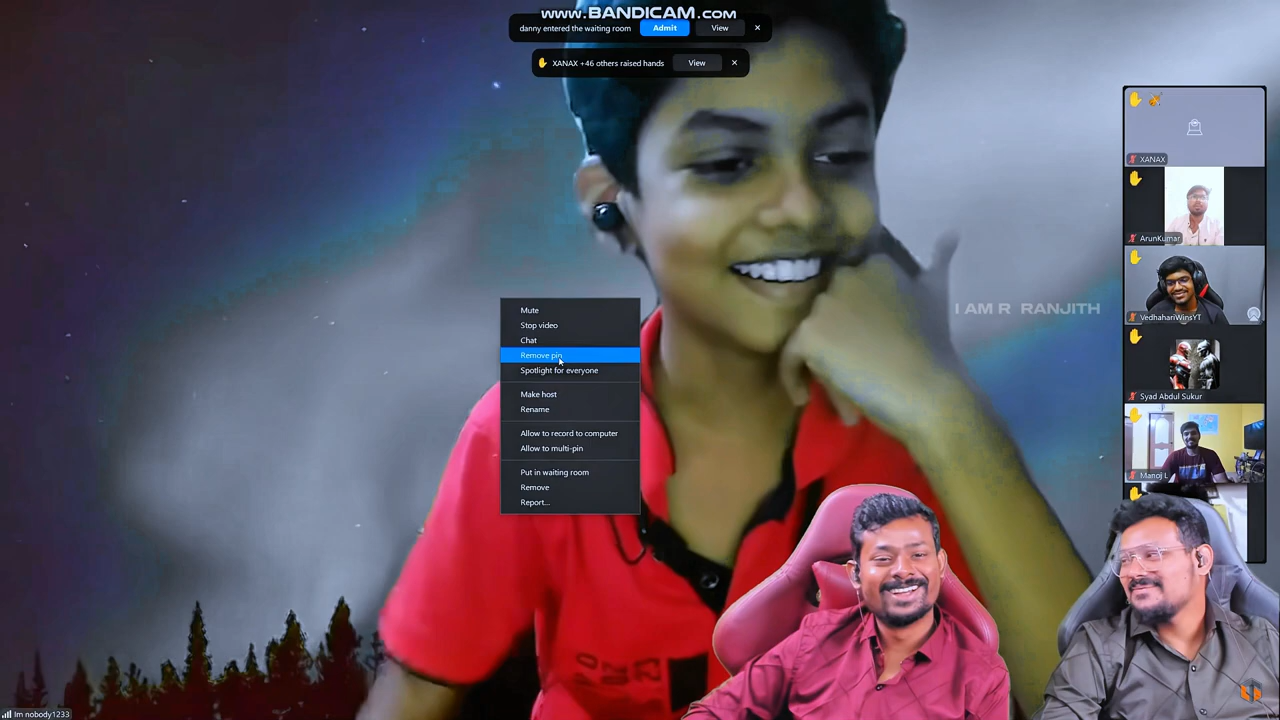 www.BANDICAM.com
danny entered the waiting room Admit View
XANAX +46 others raised hands View
XANAX
ArunKumar
I AM R RANJITH
VedhahariWinsYT
Mute
Stop video
Chat
Remove pin
Spotlight for everyone
Make host
Rename
Syad Abdul Sukur
Allow to record to computer
Allow to multi-pin
Put in waiting room
Manoj L
Remove
Report...
Im nobody1233